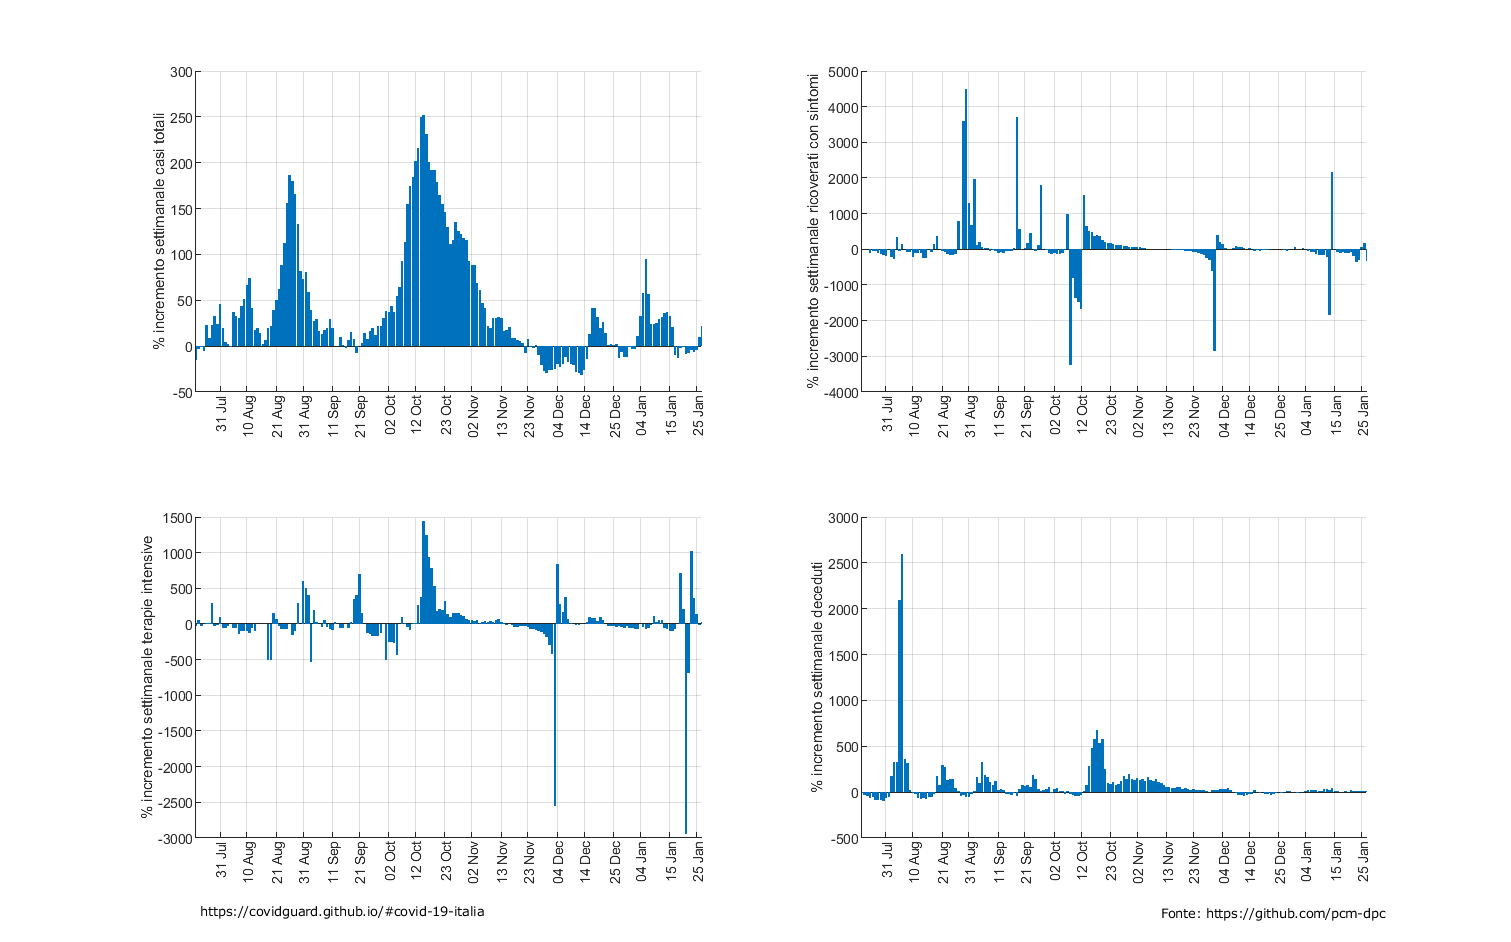 % incremento settimanale casi totali
300
250
200
150
100
50
0
-50
31 Jul
10 Aug
21 Aug
31 Aug
11 Sep
21 Sep
02 Oct
12 Oct
23 Oct
02 Nov
13 Nov
23 Nov
04 Dec
14 Dec
25 Dec
04 Jan
15 Jan
25 Jan
% incremento settimanale ricoverati con sintomi
5000
4000
3000
2000
1000
0
-1000
-2000
-3000
-4000
31 Jul
10 Aug
21 Aug
31 Aug
11 Sep
21 Sep
02 Oct
12 Oct
23 Oct
02 Nov
13 Nov
23 Nov
04 Dec
14 Dec
25 Dec
04 Jan
15 Jan
25 Jan
% incremento settimanale terapie intensive
1500
1000
500
0
-500
-1000
-1500
-2000
-2500
-3000
31 Jul
10 Aug
21 Aug
31 Aug
11 Sep
21 Sep
02 Oct
12 Oct
23 Oct
02 Nov
13 Nov
23 Nov
04 Dec
14 Dec
25 Dec
04 Jan
15 Jan
25 Jan
% incremento settimanale deceduti
3000
2500
2000
1500
1000
500
0
-500
31 Jul
10 Aug
21 Aug
31 Aug
11 Sep
21 Sep
02 Oct
12 Oct
23 Oct
02 Nov
13 Nov
23 Nov
04 Dec
14 Dec
25 Dec
04 Jan
15 Jan
25 Jan
https://covidguard.github.io/#covid-19-italia
Fonte: https://github.com/pcm-dpc